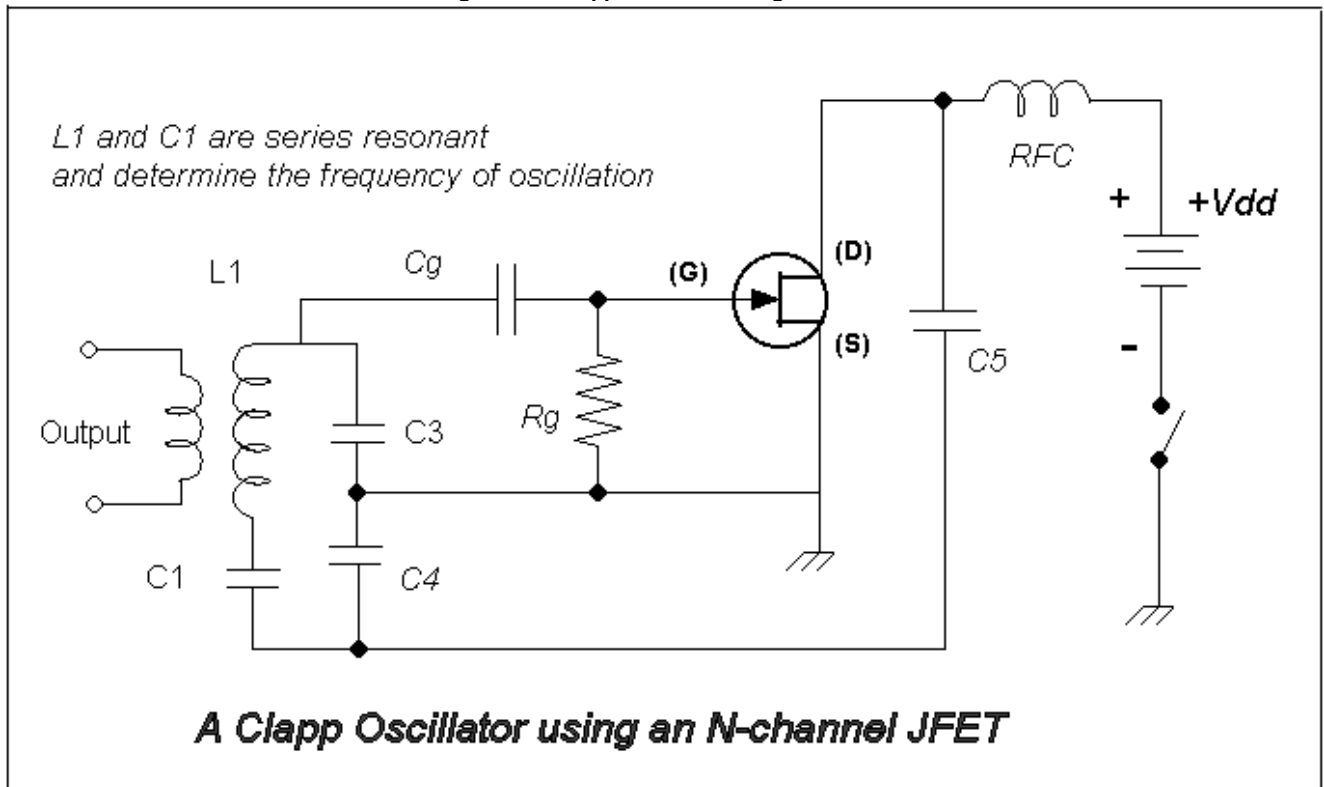 L1 and C1 are series resonant
and determine the frequency of oscillation
RFC
+
+Vdd
L1
Cg
(G)
(D)
(S)
-
C5
Output
C3
Rg
C1
C4
A Clapp Oscillator using an N-channel JFET